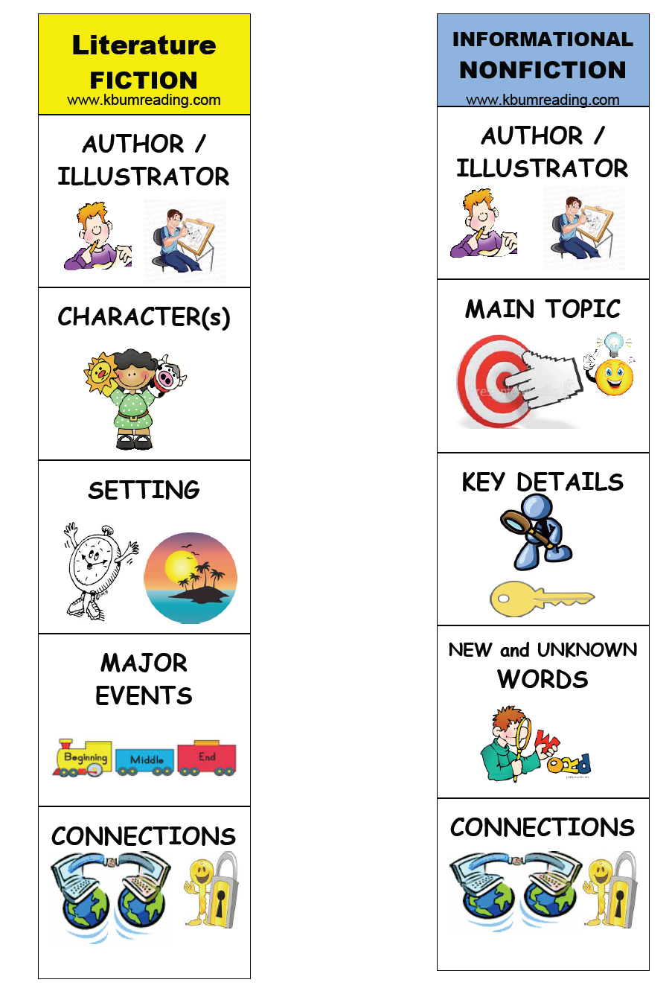 Literature
FICTION
www.kbumreading.com
AUTHOR /
ILLUSTRATOR
CHARACTER(s)
SETTING
MAJOR
EVENTS
Beginning
Middle
End
CONNECTIONS
INFORMATIONAL
NONFICTION
www.kbumreading.com
AUTHOR /
ILLUSTRATOR
MAIN TOPIC
KEY DETAILS
NEW and UNKNOWN
WORDS
W
ORD
CONNECTIONS